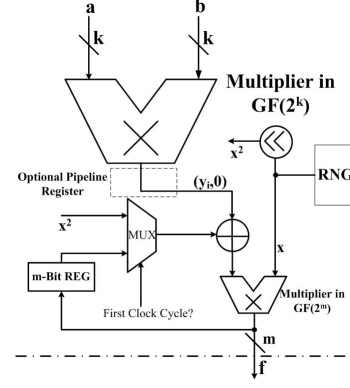 a
b
k
k
Multiplier in
GF(2^k)
x^2
Optional Pipeline
Register
(y_i,0)
RNG
x^2
MUX
x
m-Bit REG
Multiplier in
GF(2^m)
First Clock Cycle?
m
f